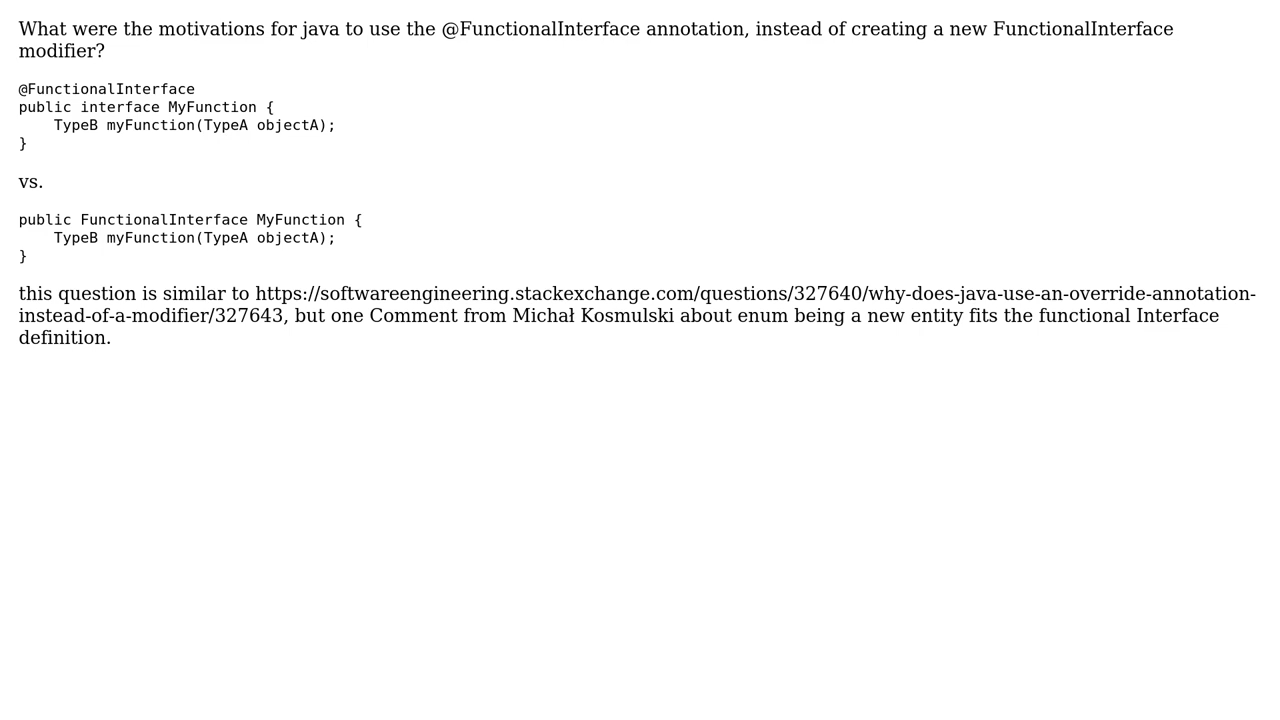 What were the motivations for java to use the @FunctionalInterface annotation, instead of creating a new FunctionalInterface
modifier?
@FunctionalInterface
public interface MyFunction {
    TypeB myFunction(TypeA objectA);
}
vs.
public FunctionalInterface MyFunction {
    TypeB myFunction(TypeA objectA);
}
this question is similar to https://softwareengineering.stackexchange.com/questions/327640/why-does-java-use-an-override-annotation-
instead-of-a-modifier/327643, but one Comment from Michał Kosmulski about enum being a new entity fits the functional Interface
definition.